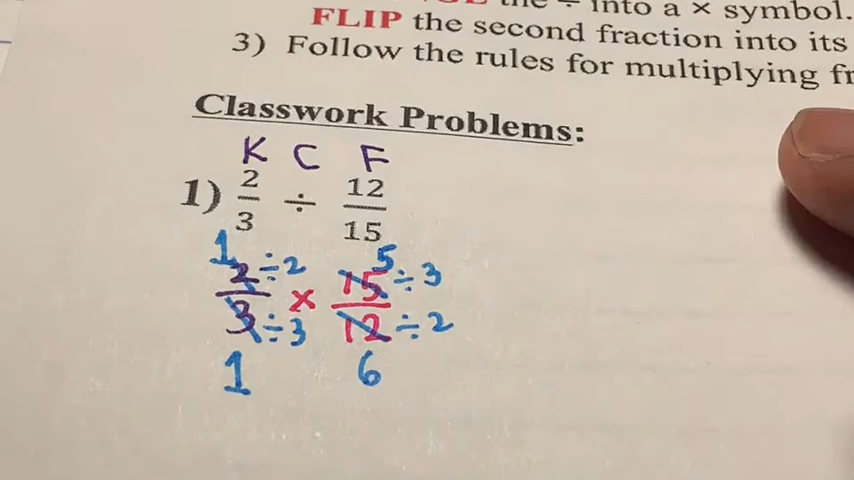 the ÷ into a × symbol.
FLIP the second fraction into its
3) Follow the rules for multiplying fr
Classwork Problems:
K C F
1) 2/3 ÷ 12/15
1 5
2 ÷2 15 ÷3
×
3 ÷3 12 ÷2
1 6